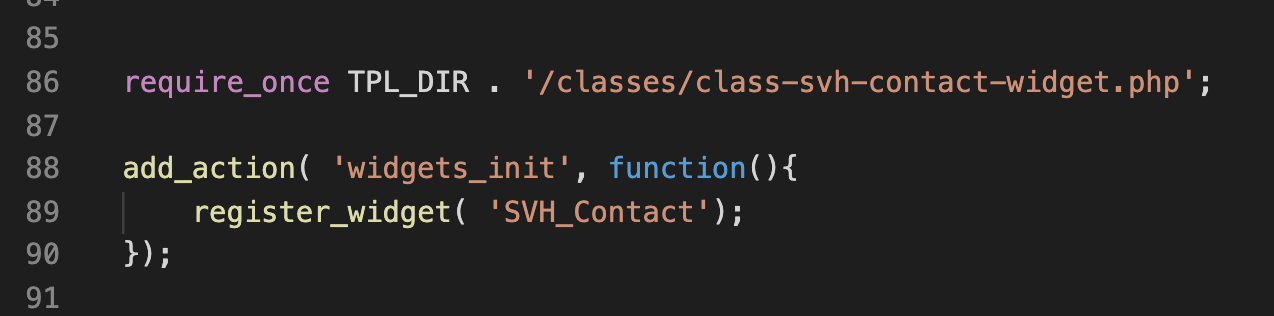 85
86 require_once TPL_DIR . '/classes/class-svh-contact-widget.php';
87
88 add_action( 'widgets_init', function(){
89 register_widget( 'SVH_Contact');
90 });
91